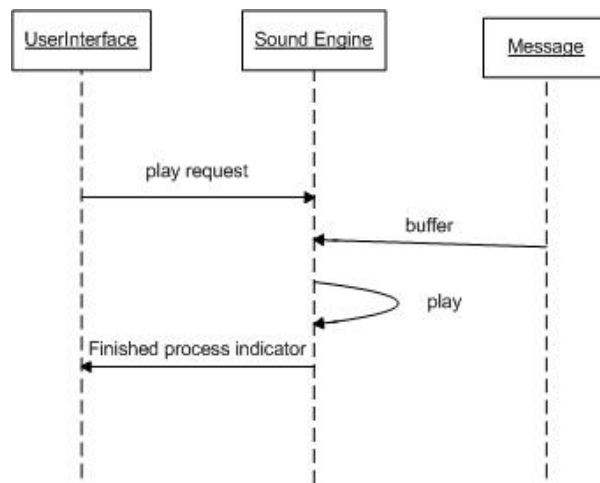 UserInterface
Sound Engine
Message
play request
buffer
play
Finished process indicator